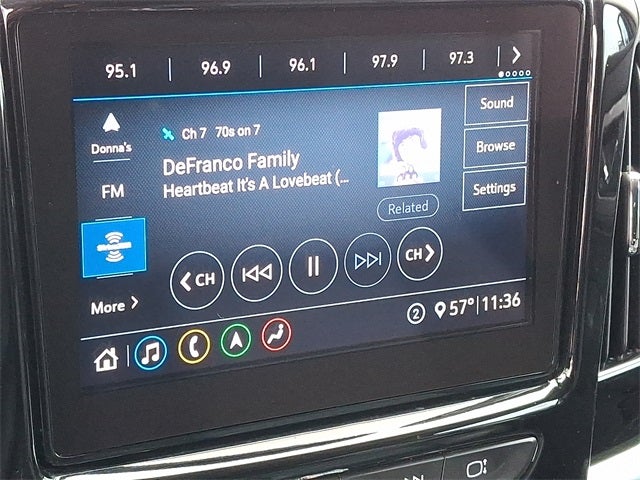 95.1 96.9 96.1 97.9 97.3
Donna's
Ch 7 70s on 7
Sound
DeFranco Family
Heartbeat It's A Lovebeat (...
Browse
FM
Settings
Related
CH CH
More
2 57° 11:36